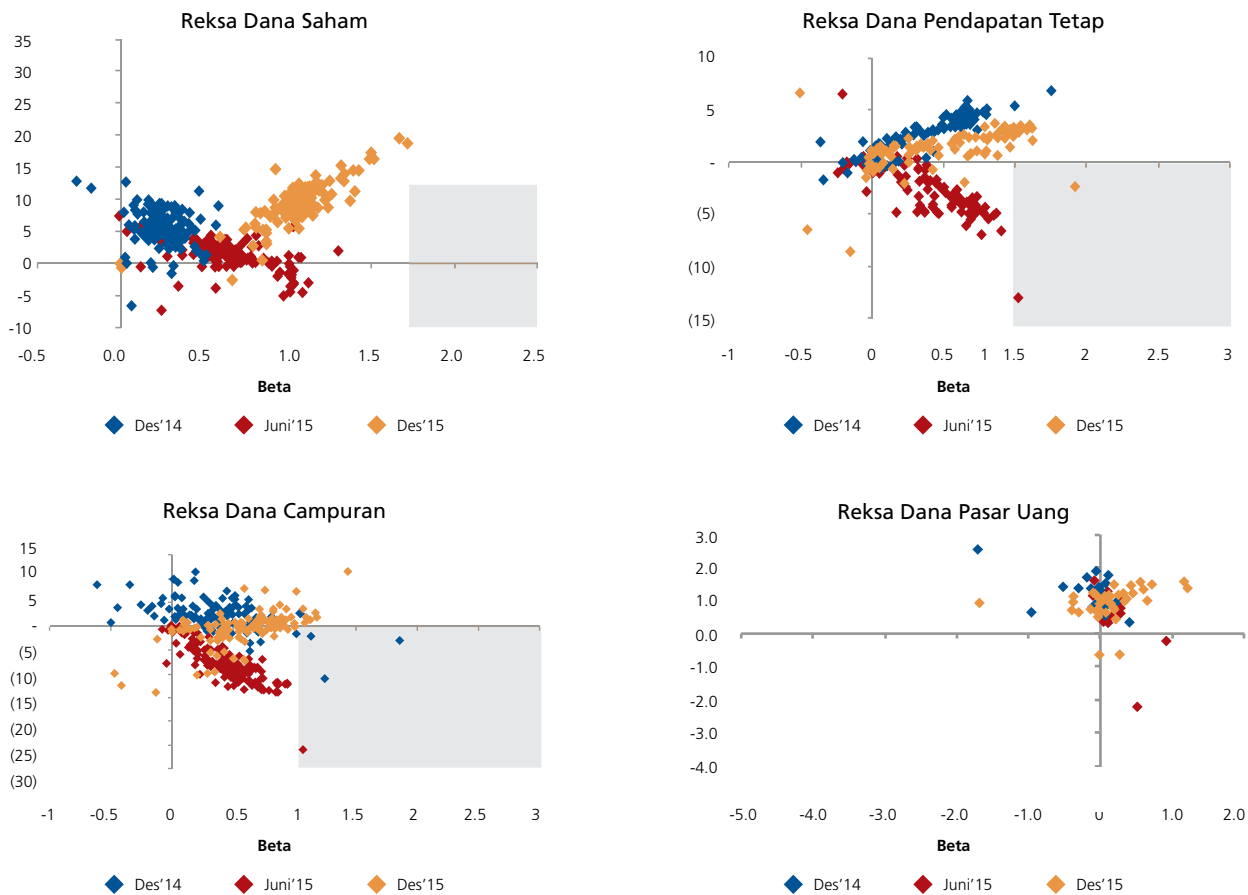 Reksa Dana Saham
35
30
25
20
15
10
5
0
-5
-10
-0.5 0.0 0.5 1.0 1.5 2.0 2.5
Beta
Des’14 Juni’15 Des’15
Reksa Dana Pendapatan Tetap
10
5
-
(5)
(10)
(15)
-1 -0.5 0 0.5 1 1.5 2 2.5 3
Beta
Des’14 Juni’15 Des’15
Reksa Dana Campuran
15
10
5
-
(5)
(10)
(15)
(20)
(25)
(30)
-1 -0.5 0 0.5 1 1.5 2 2.5 3
Beta
Des’14 Juni’15 Des’15
Reksa Dana Pasar Uang
3.0
2.0
1.0
0.0
-1.0
-2.0
-3.0
-4.0
-5.0 -4.0 -3.0 -2.0 -1.0 0 1.0 2.0
Beta
Des’14 Juni’15 Des’15